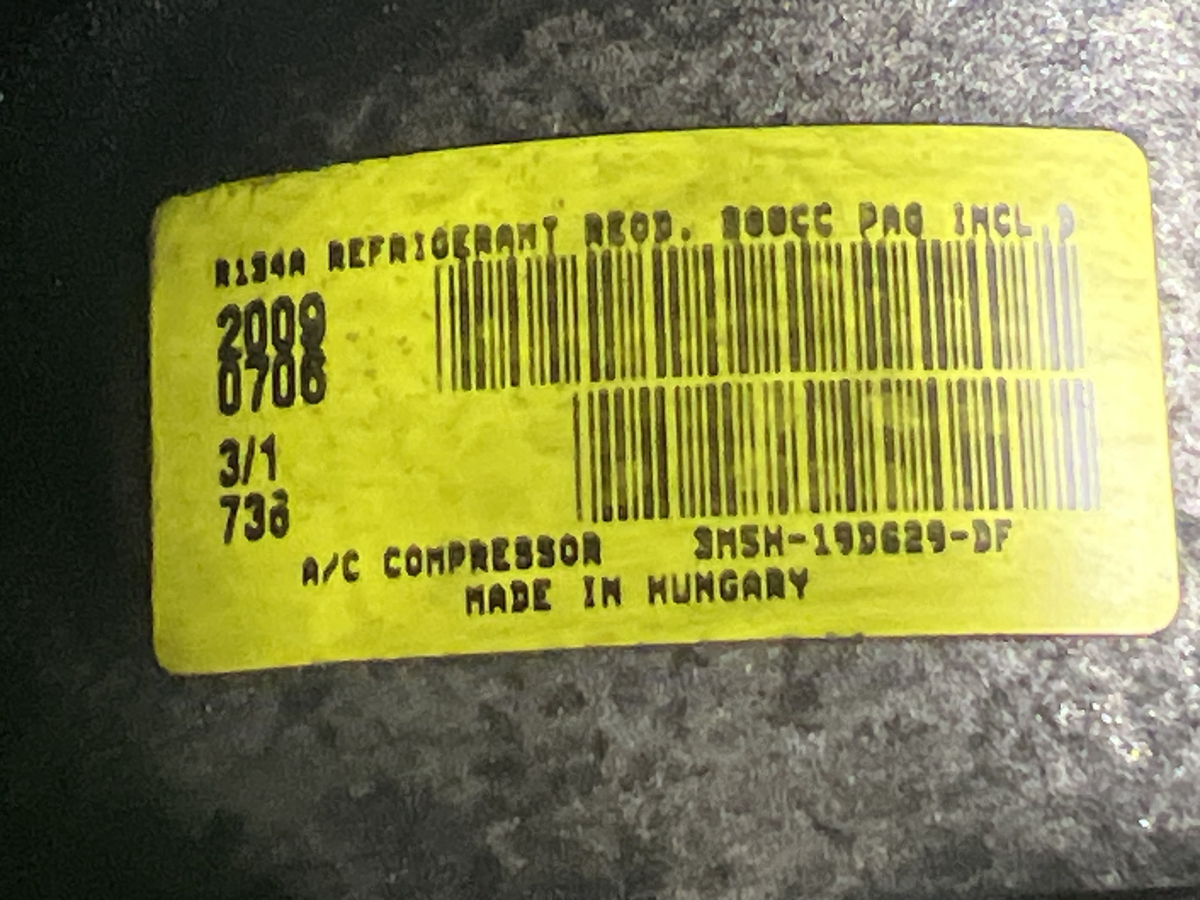 R134A REFRIGERANT REQD. 200CC PAG INCL.D
2009
0706
3/1
738
A/C COMPRESSOR 3M5H-19D629-DF
MADE IN HUNGARY